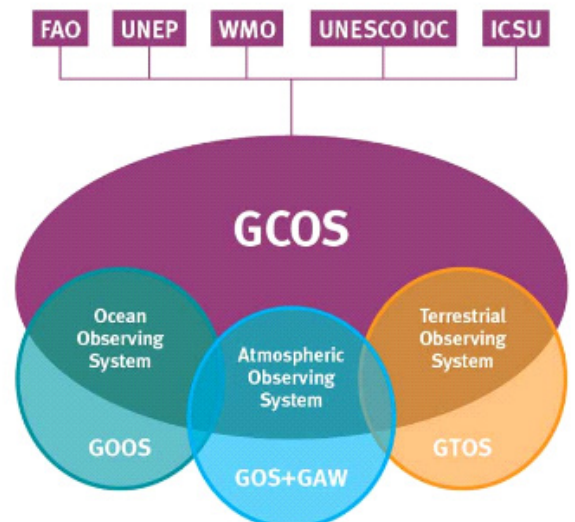 FAO UNEP WMO UNESCO IOC ICSU
GCOS
Ocean
Observing
System
Atmospheric
Observing
System
Terrestrial
Observing
System
GOOS
GOS+GAW
GTOS